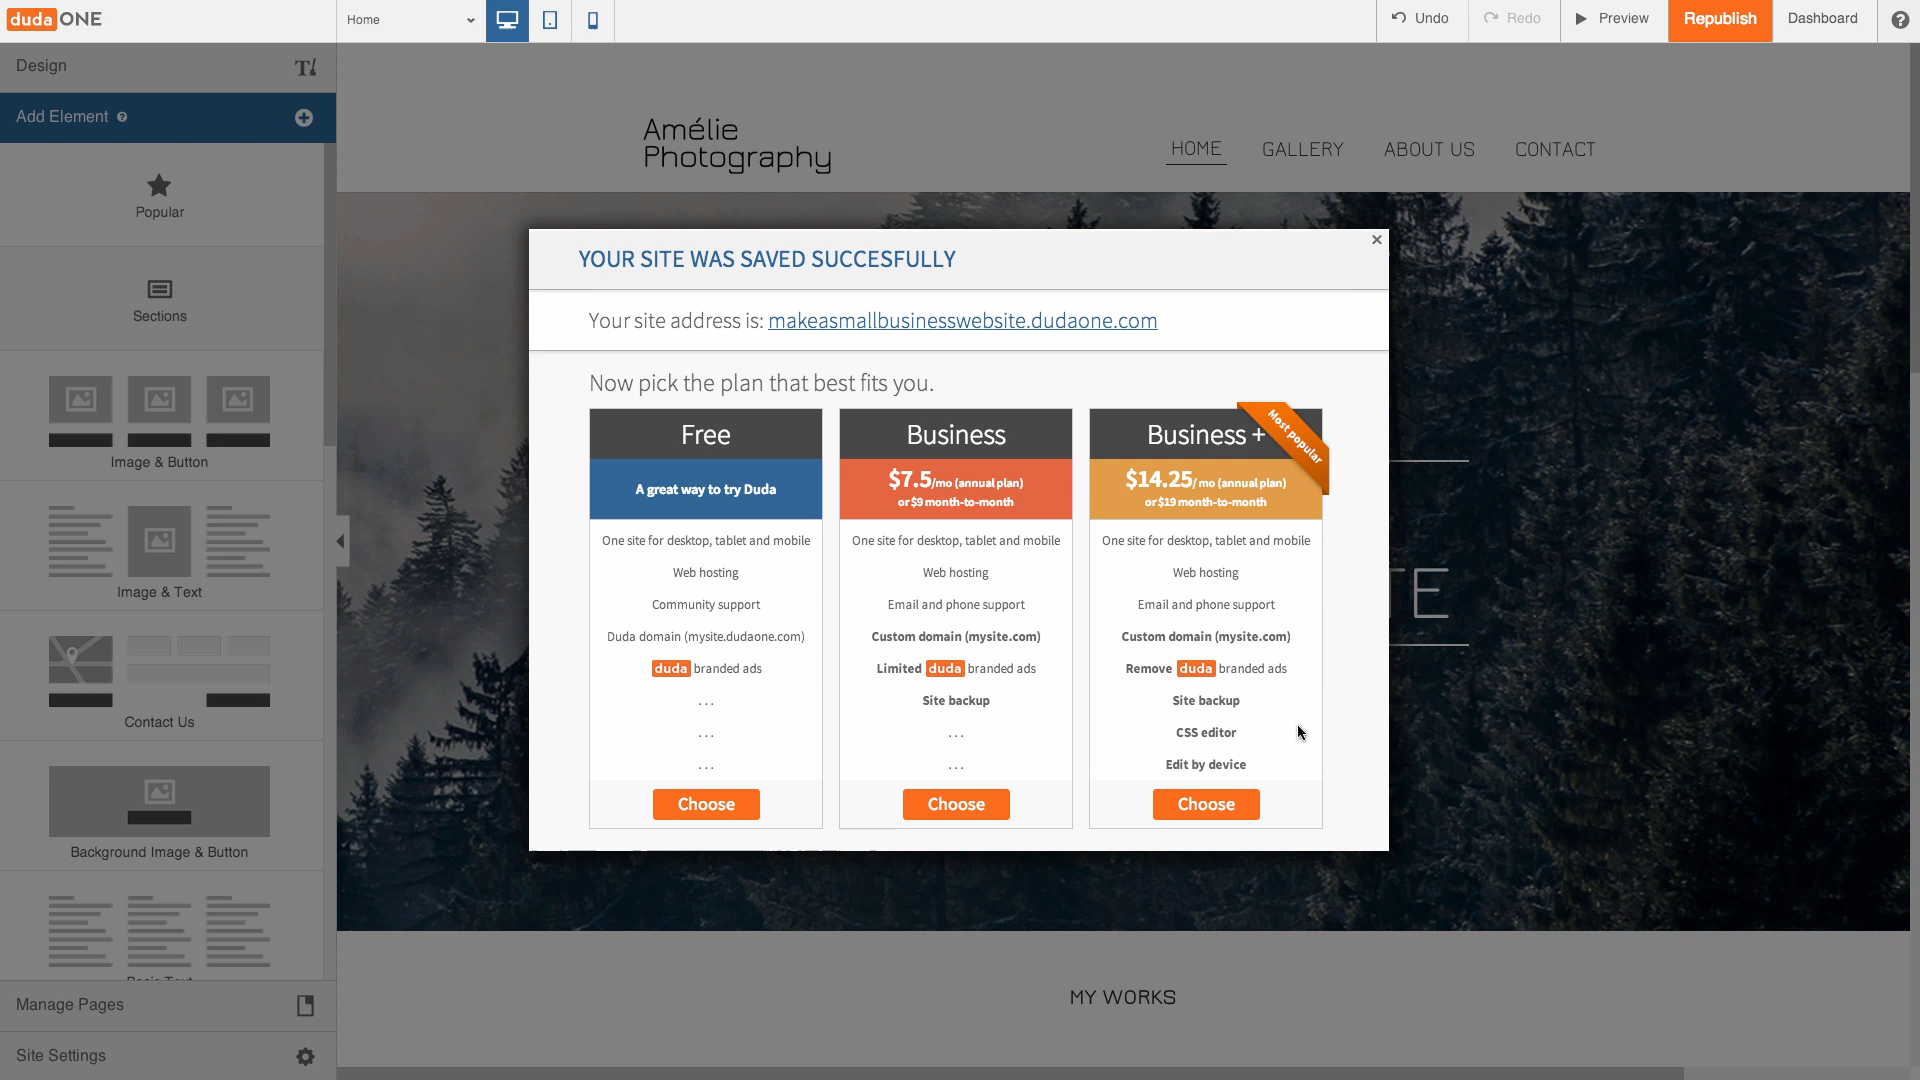 duda ONE
Home
Undo
Redo
Preview
Republish
Dashboard
Design
Add Element
Popular
Sections
Image & Button
Image & Text
Contact Us
Background Image & Button
Manage Pages
Site Settings
Amélie
Photography
HOME
GALLERY
ABOUT US
CONTACT
YOUR SITE WAS SAVED SUCCESFULLY
Your site address is: makeasmallbusinesswebsite.dudaone.com
Now pick the plan that best fits you.
Free
A great way to try Duda
One site for desktop, tablet and mobile
Web hosting
Community support
Duda domain (mysite.dudaone.com)
duda branded ads
...
...
...
Choose
Business
$7.5/mo (annual plan)
or $9 month-to-month
One site for desktop, tablet and mobile
Web hosting
Email and phone support
Custom domain (mysite.com)
Limited duda branded ads
Site backup
...
...
Choose
Business +
Most popular
$14.25/mo (annual plan)
or $19 month-to-month
One site for desktop, tablet and mobile
Web hosting
Email and phone support
Custom domain (mysite.com)
Remove duda branded ads
Site backup
CSS editor
Edit by device
Choose
TE
MY WORKS